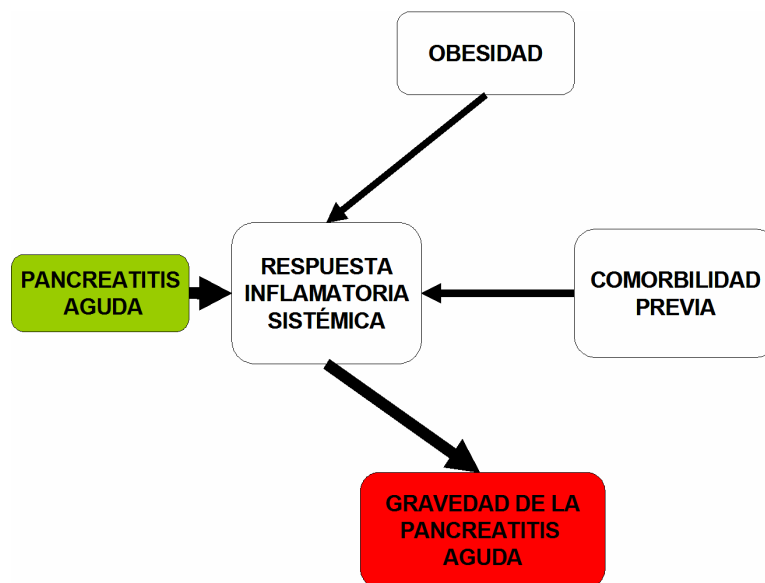 OBESIDAD
PANCREATITIS
AGUDA
RESPUESTA
INFLAMATORIA
SISTÉMICA
COMORBILIDAD
PREVIA
GRAVEDAD DE LA
PANCREATITIS
AGUDA